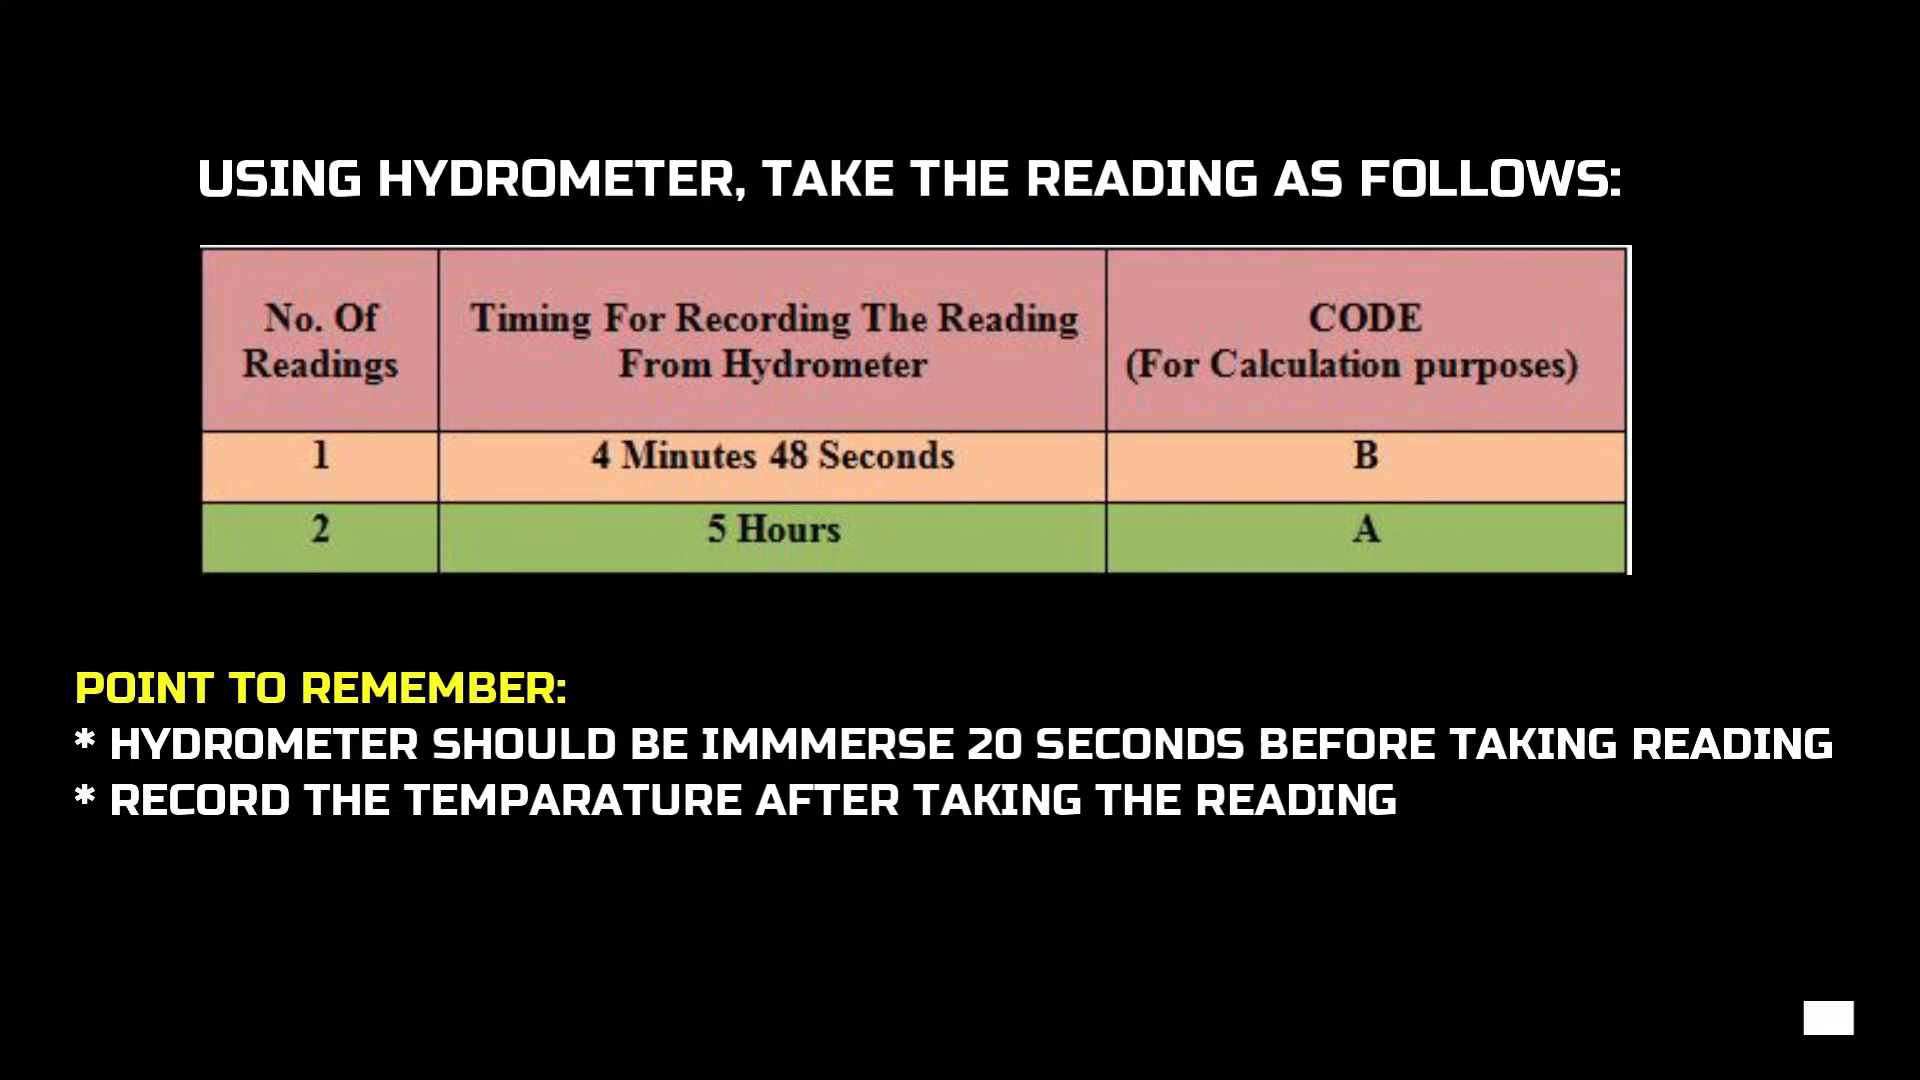 USING HYDROMETER, TAKE THE READING AS FOLLOWS:
No. Of Readings
Timing For Recording The Reading From Hydrometer
CODE (For Calculation purposes)
1 4 Minutes 48 Seconds B
2 5 Hours A
POINT TO REMEMBER:
* HYDROMETER SHOULD BE IMMMERSE 20 SECONDS BEFORE TAKING READING
* RECORD THE TEMPARATURE AFTER TAKING THE READING